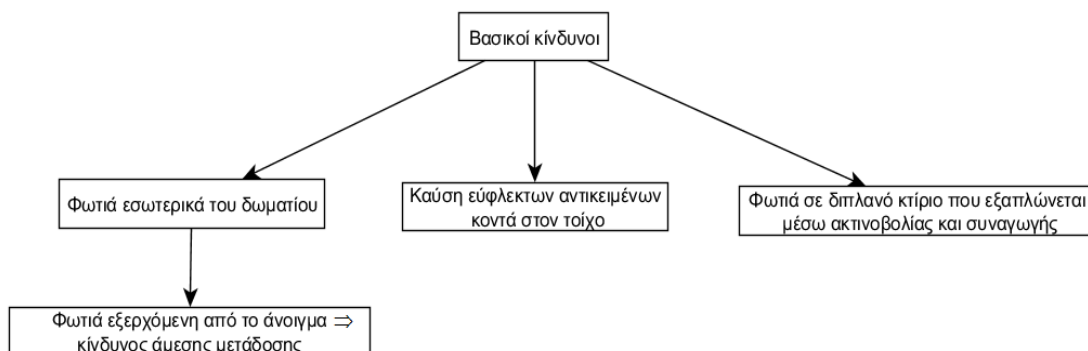 Βασικοί κίνδυνοι
Φωτιά εσωτερικά του δωματίου
Καύση εύφλεκτων αντικειμένων
κοντά στον τοίχο
Φωτιά σε διπλανό κτίριο που εξαπλώνεται
μέσω ακτινοβολίας και συναγωγής
Φωτιά εξερχόμενη από το άνοιγμα ⇒
κίνδυνος άμεσης μετάδοσης